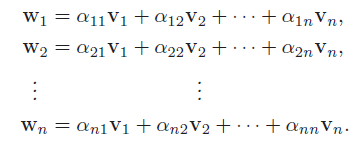 w₁ = α₁₁v₁ + α₁₂v₂ + ⋯ + α₁ₙvₙ,
w₂ = α₂₁v₁ + α₂₂v₂ + ⋯ + α₂ₙvₙ,
⋮ ⋮
wₙ = αₙ₁v₁ + αₙ₂v₂ + ⋯ + αₙₙvₙ.